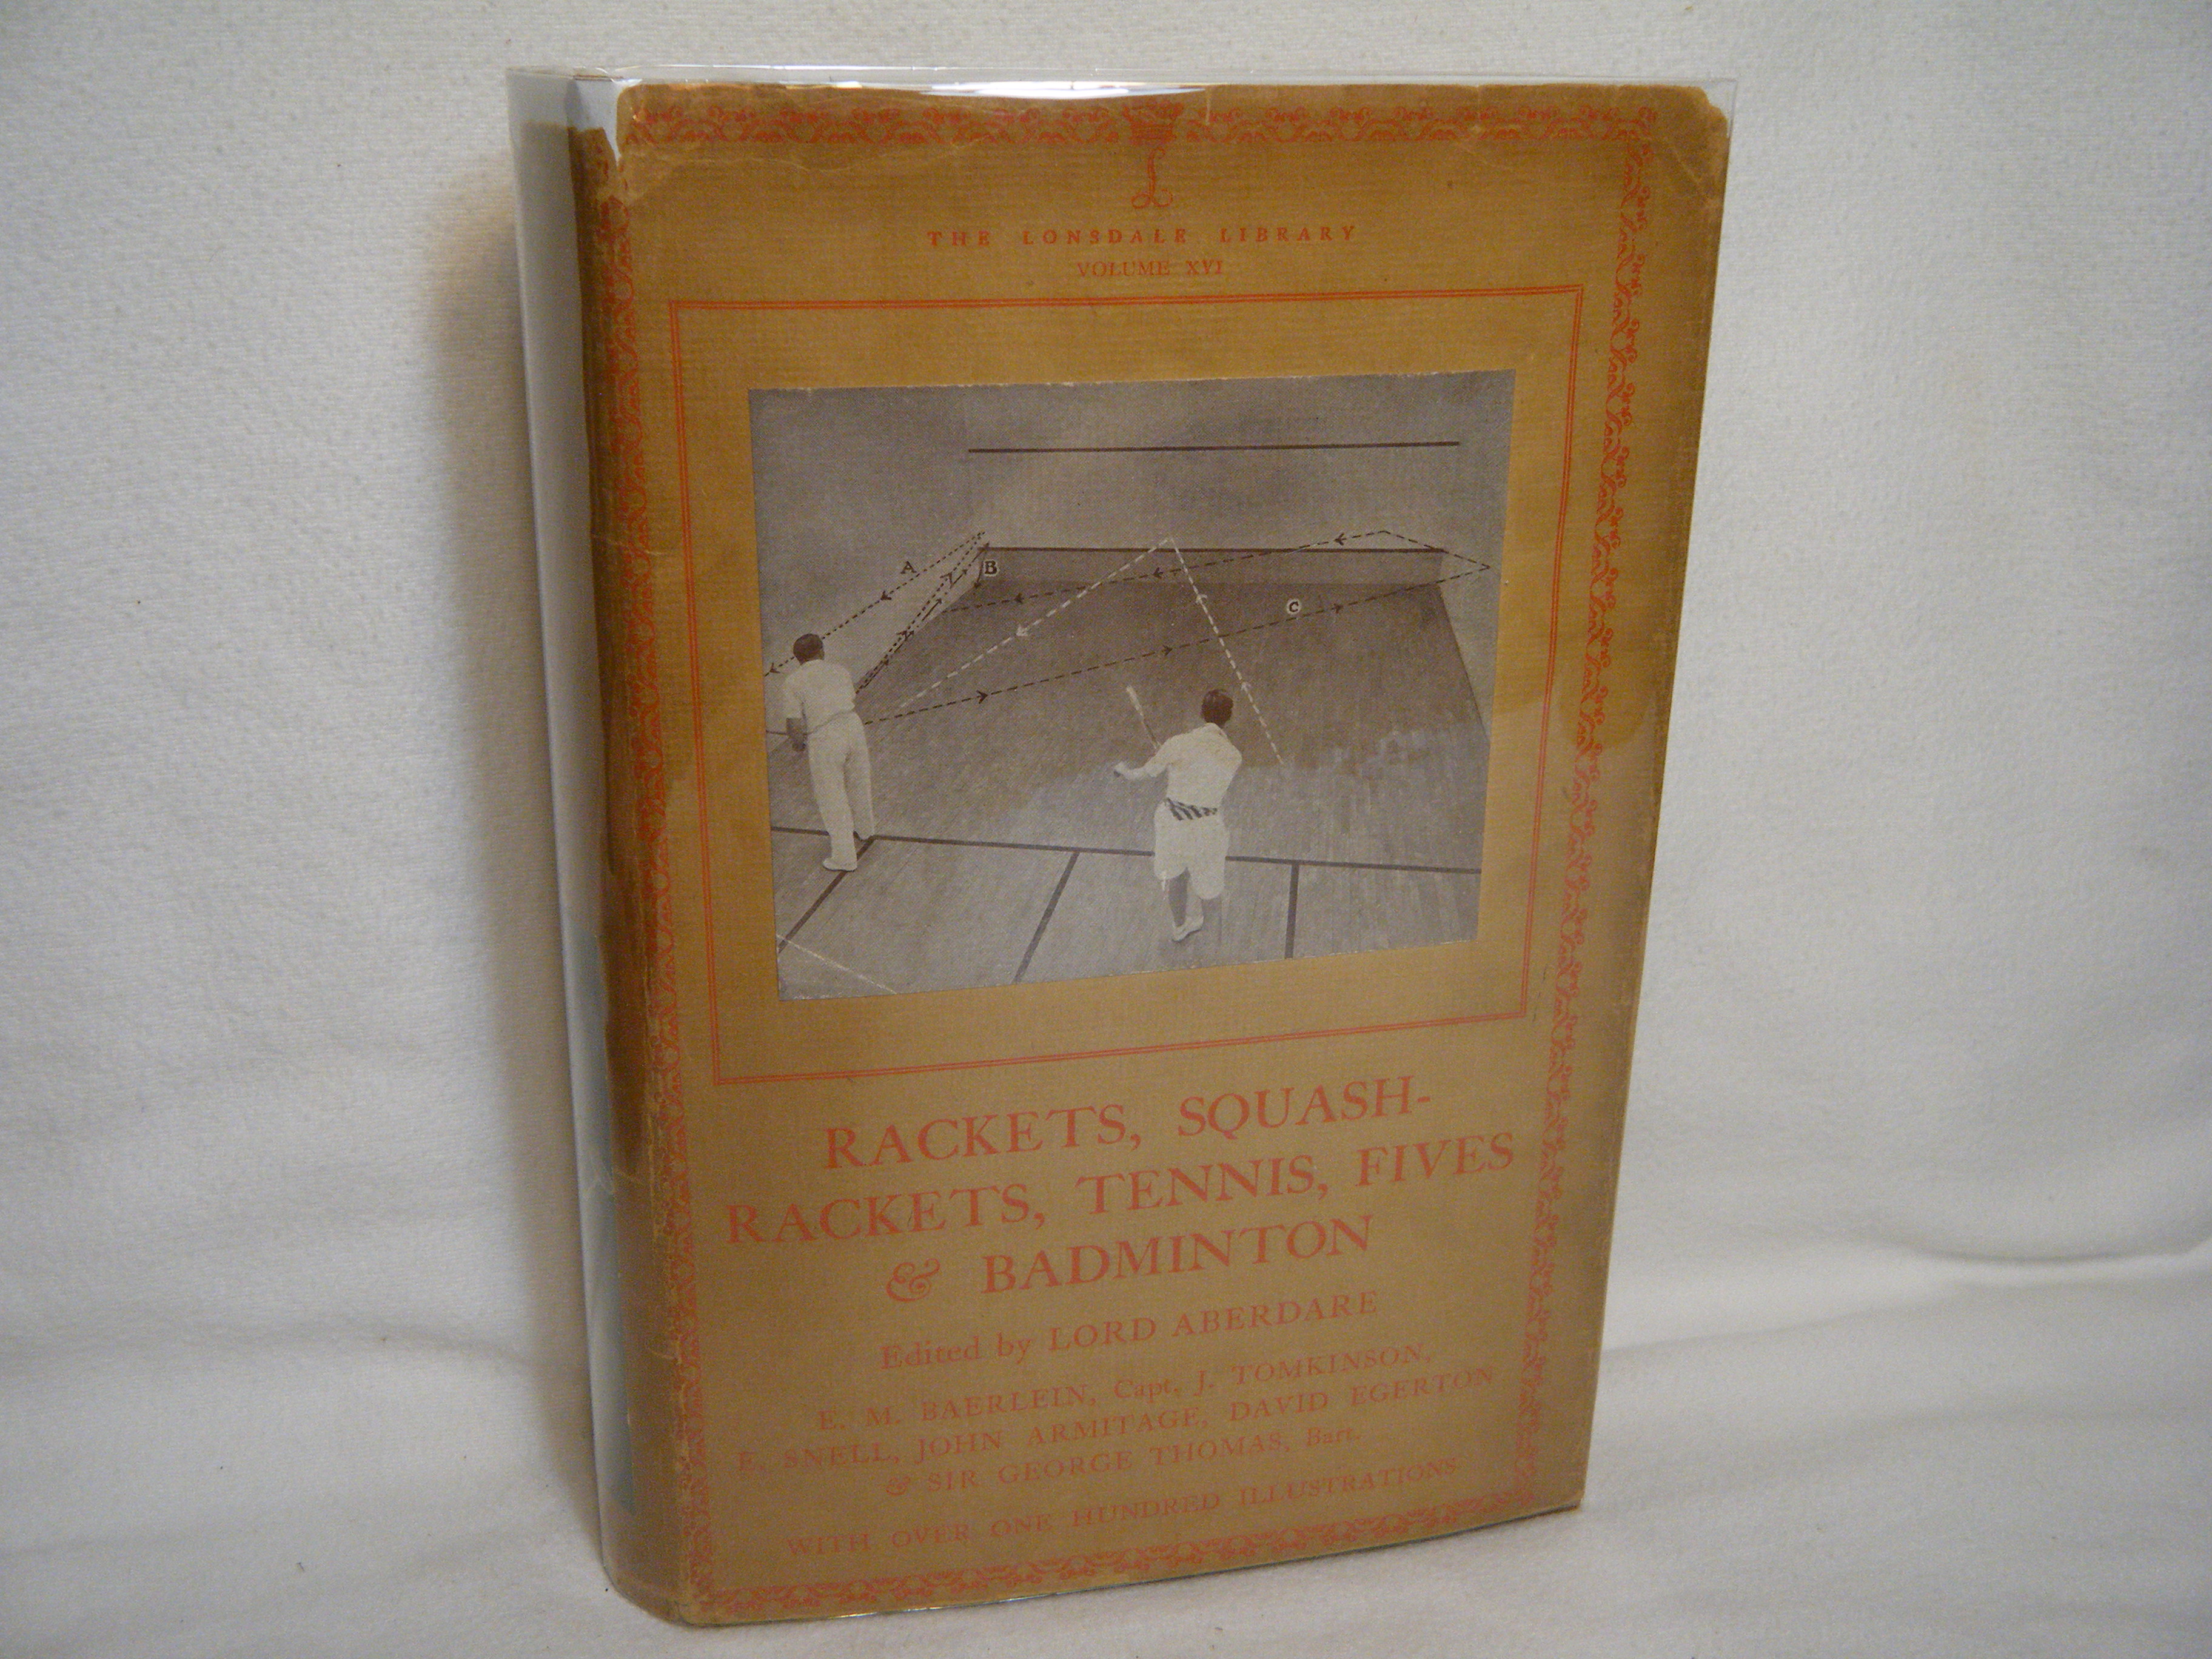 L
THE LONSDALE LIBRARY
VOLUME XVI
A
B
C
RACKETS, SQUASH-
RACKETS, TENNIS, FIVES
& BADMINTON
Edited by LORD ABERDARE
E. M. BAERLEIN, Capt. J. TOMKINSON,
E. SNELL, JOHN ARMITAGE, DAVID EGERTON
& SIR GEORGE THOMAS, Bart.
WITH OVER ONE HUNDRED ILLUSTRATIONS